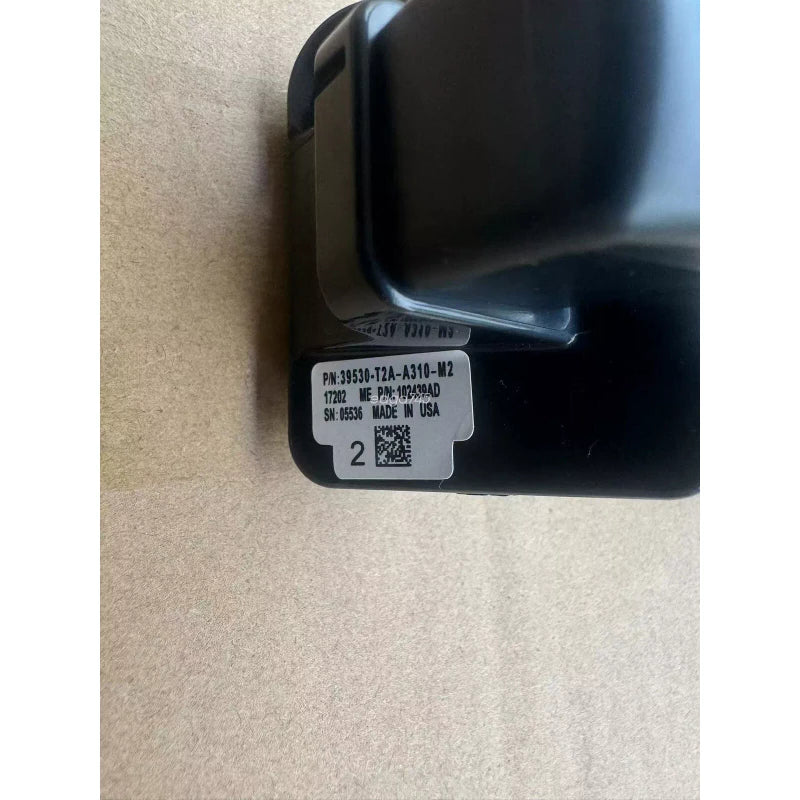 P/N:39530-T2A-A310-M2
17202 ME P/N:102439AD
SN:05536 MADE IN USA
2